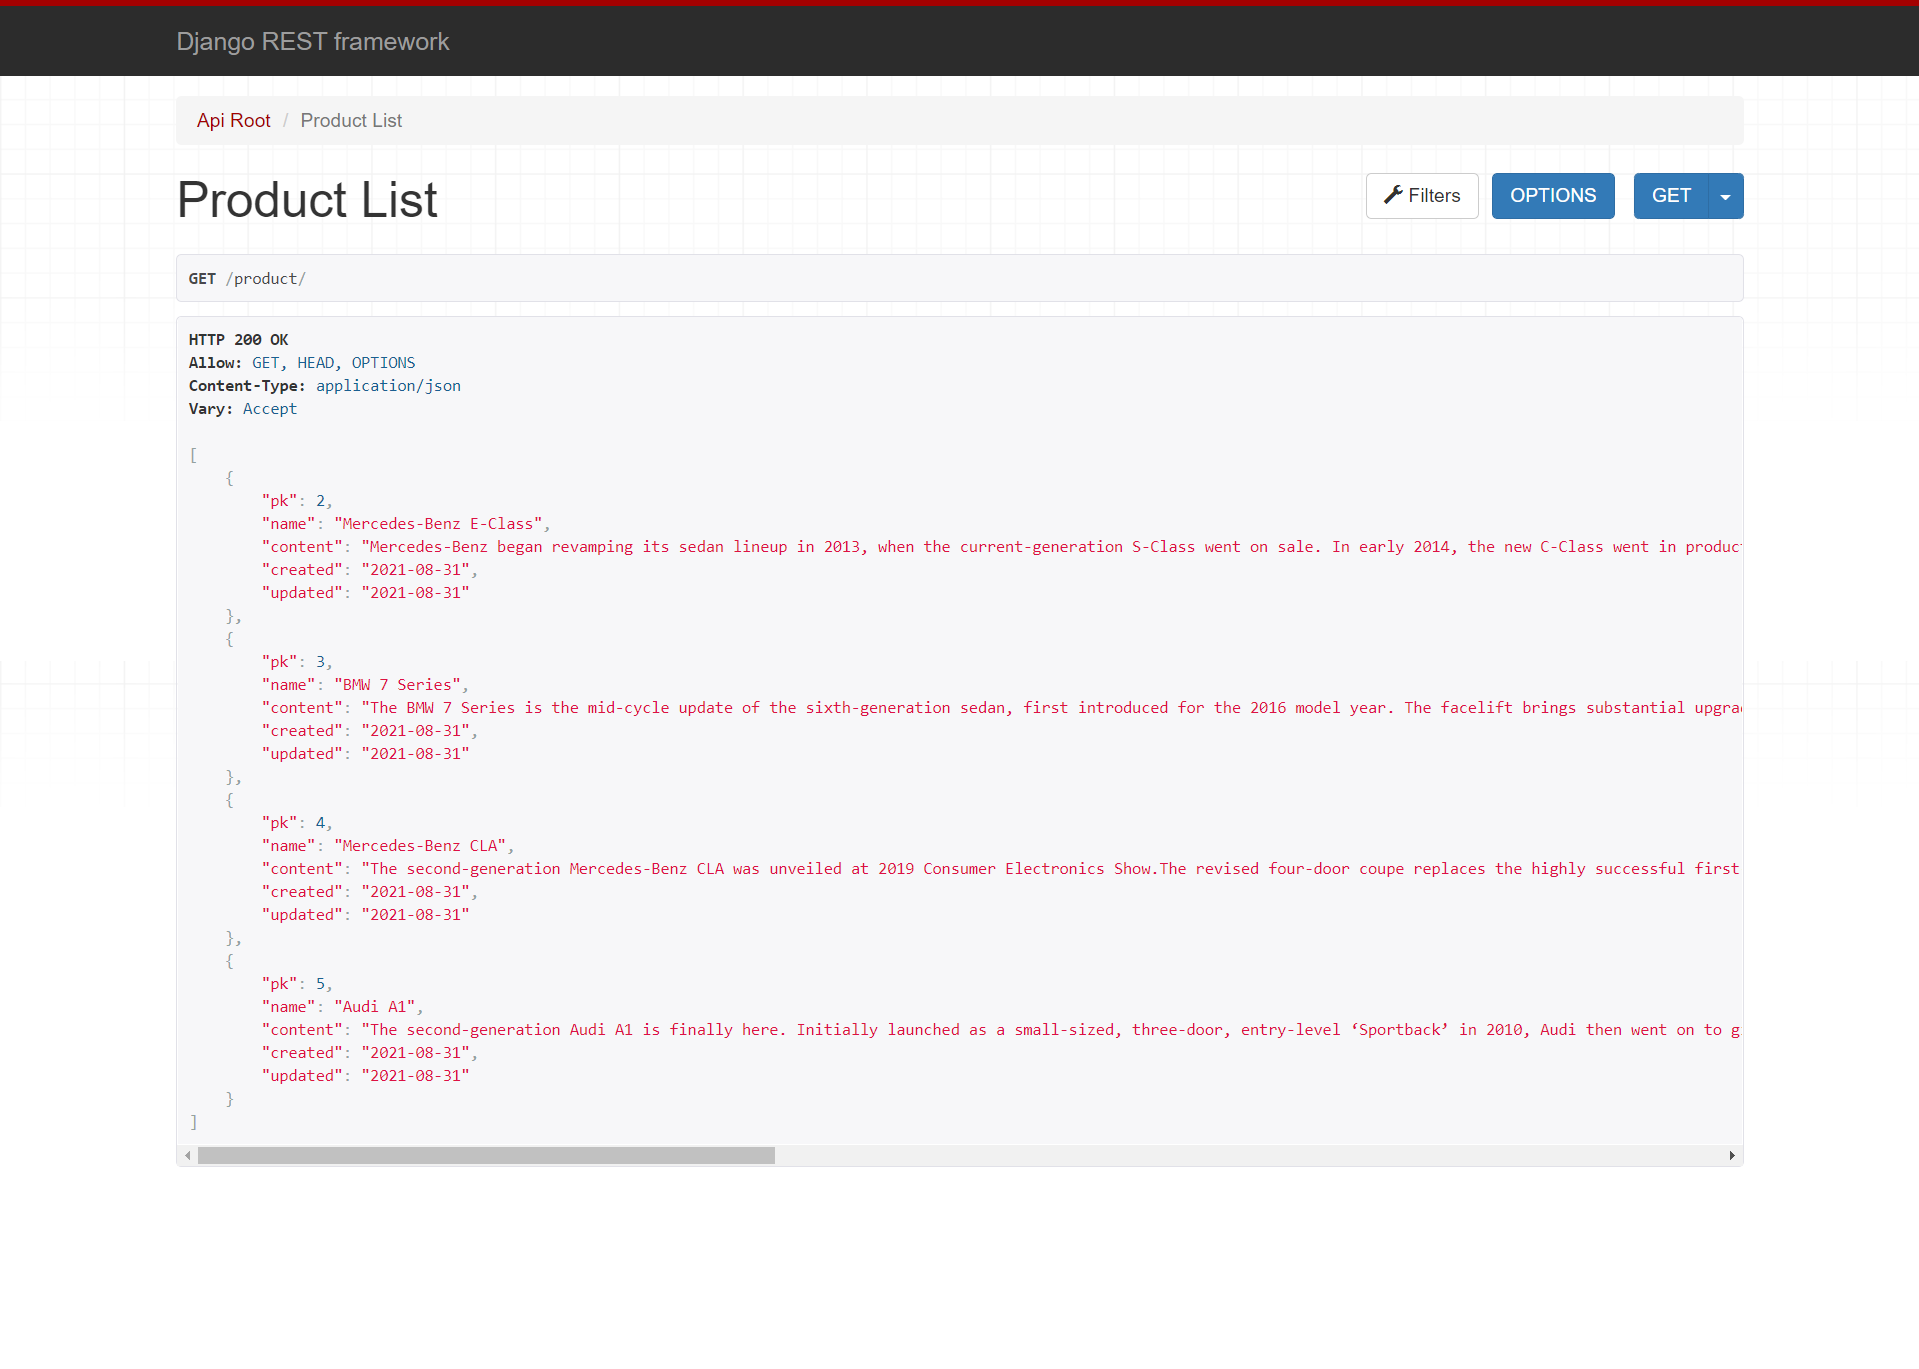 Django REST framework
Api Root / Product List
Product List
Filters OPTIONS GET
GET /product/
HTTP 200 OK
Allow: GET, HEAD, OPTIONS
Content-Type: application/json
Vary: Accept
[
    {
        "pk": 2,
        "name": "Mercedes-Benz E-Class",
        "content": "Mercedes-Benz began revamping its sedan lineup in 2013, when the current-generation S-Class went on sale. In early 2014, the new C-Class went in
        "created": "2021-08-31",
        "updated": "2021-08-31"
    },
    {
        "pk": 3,
        "name": "BMW 7 Series",
        "content": "The BMW 7 Series is the mid-cycle update of the sixth-generation sedan, first introduced for the 2016 model year. The facelift brings substantial
        "created": "2021-08-31",
        "updated": "2021-08-31"
    },
    {
        "pk": 4,
        "name": "Mercedes-Benz CLA",
        "content": "The second-generation Mercedes-Benz CLA was unveiled at 2019 Consumer Electronics Show.The revised four-door coupe replaces the highly successful first
        "created": "2021-08-31",
        "updated": "2021-08-31"
    },
    {
        "pk": 5,
        "name": "Audi A1",
        "content": "The second-generation Audi A1 is finally here. Initially launched as a small-sized, three-door, entry-level ‘Sportback’ in 2010, Audi then went on to
        "created": "2021-08-31",
        "updated": "2021-08-31"
    }
]